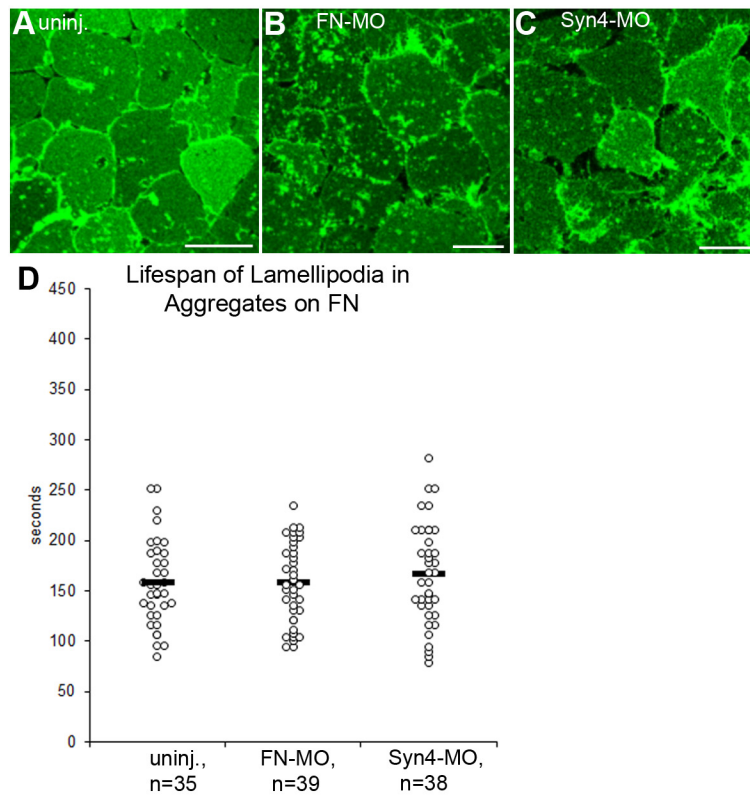 A uninj.
B FN-MO
C Syn4-MO
D Lifespan of Lamellipodia in
Aggregates on FN
450
400
350
300
250
200
150
100
50
0
seconds
uninj.,
n=35
FN-MO,
n=39
Syn4-MO,
n=38